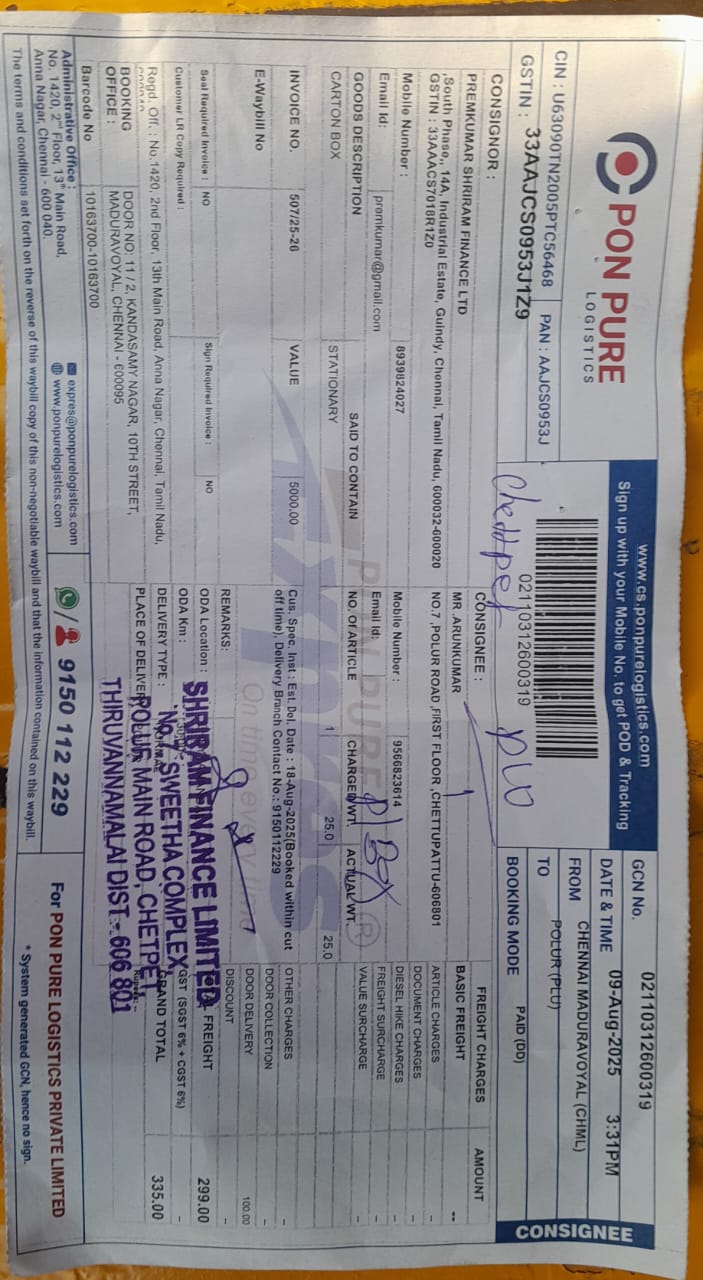 PON PURE
LOGISTICS
www.cs.ponpurelogistics.com
Sign up with your Mobile No. to get POD & Tracking
CIN : U63090TN2005PTC56468 PAN : AAJCS0953J
GSTIN : 33AAJCS0953J1Z9
02110312600319
Chettpet PLU
GCN No. 02110312600319
DATE & TIME 09-Aug-2025 3:31PM
FROM CHENNAI MADURAVOYAL (CHML)
TO POLUR (PLU)
BOOKING MODE PAID (DD)
CONSIGNEE
CONSIGNOR :
PREMKUMAR SHRIRAM FINANCE LTD
,South Phase,, 14A, Industrial Estate, Guindy, Chennai, Tamil Nadu, 600032-600020
GSTIN : 33AAACS7018R1Z0
Mobile Number : 8939824027
Email Id: premkumar@gmail.com
CONSIGNEE :
MR .ARUNKUMAR
NO.7 ,POLUR ROAD ,FIRST FLOOR ,CHETTUPATTU-606801
Mobile Number : 9566823614
Email Id:
GOODS DESCRIPTION SAID TO CONTAIN NO. OF ARTICLE CHARGED WT. ACTUAL WT.
CARTON BOX STATIONARY 1 25.0 25.0
INVOICE NO. 507/25-26 VALUE 5000.00
E-Waybill No
Cus. Spec. Inst : Est. Del. Date : 18-Aug-2025(Booked within cut
off time), Delivery Branch Contact No.: 9150112229
REMARKS:
Seal Required Invoice : NO Sign Required Invoice : NO
Customer LR Copy Required :
ODA Location :
ODA Km :
DELIVERY TYPE :
PLACE OF DELIVERY
Regd. Off. : No.1420, 2nd Floor, 13th Main Road, Anna Nagar, Chennai, Tamil Nadu,
BOOKING OFFICE : DOOR NO: 11 / 2, KANDASAMY NAGAR, 10TH STREET,
MADURAVOYAL, CHENNAI - 600095
Barcode No 10163700-10163700
SHRIRAM FINANCE LIMITED
No.7, SWEETHA COMPLEX
POLUR MAIN ROAD, CHETPET
THIRUVANNAMALAI DIST - 606 801
PON PURE
Xpres
On time every time
FREIGHT CHARGES AMOUNT
BASIC FREIGHT --
ARTICLE CHARGES -
DOCUMENT CHARGES -
DIESEL HIKE CHARGES -
FREIGHT SURCHARGE -
VALUE SURCHARGE -
OTHER CHARGES -
DOOR COLLECTION -
DOOR DELIVERY 100.00
DISCOUNT -
FREIGHT 299.00
GST (SGST 6% + CGST 6%) -
GRAND TOTAL 335.00
Administrative Office :
No. 1420, 2nd Floor, 13th Main Road,
Anna Nagar, Chennai - 600 040.
expres@ponpurelogistics.com
www.ponpurelogistics.com
/ 9150 112 229
For PON PURE LOGISTICS PRIVATE LIMITED
The terms and conditions set forth on the reverse of this waybill copy of this non-negotiable waybill and that the information contained on this waybill.
* System generated GCN, hence no sign.